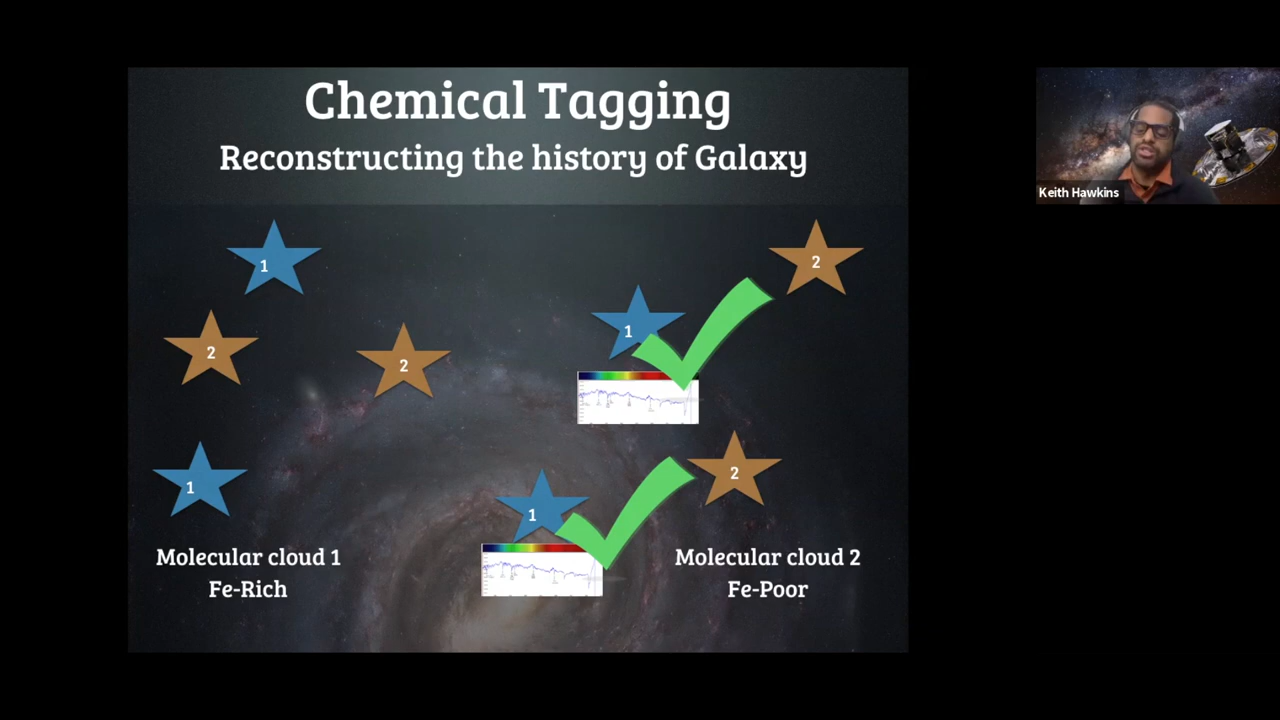 Chemical Tagging
Reconstructing the history of Galaxy
Keith Hawkins
1
2
1
2
2
1
2
1
Molecular cloud 1
Fe-Rich
Molecular cloud 2
Fe-Poor